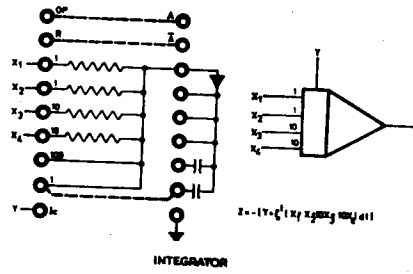 OP A
R Ā
X₁ 1
X₂ 1
X₃ 10
X₄ 10
100
1
Y Ic
Y
X₁ 1
X₂ 1
X₃ 10
X₄ 10
INTEGRATOR